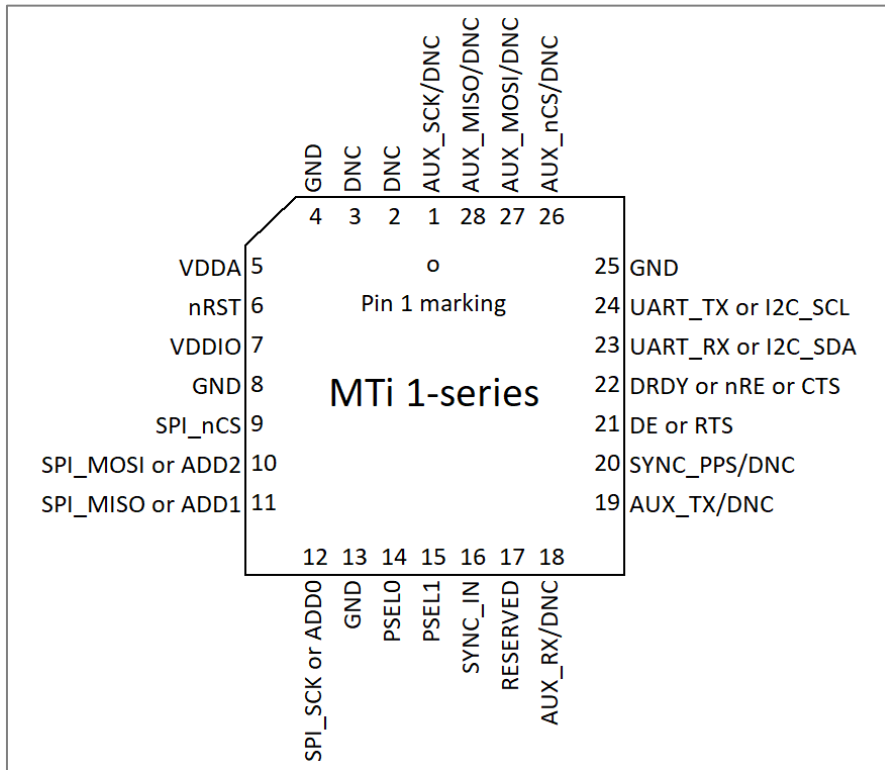 GND
DNC
DNC
AUX_SCK/DNC
AUX_MISO/DNC
AUX_MOSI/DNC
AUX_nCS/DNC
4 3 2 1 28 27 26
VDDA 5 o 25 GND
Pin 1 marking
nRST 6 24 UART_TX or I2C_SCL
VDDIO 7 23 UART_RX or I2C_SDA
GND 8 MTi 1-series 22 DRDY or nRE or CTS
SPI_nCS 9 21 DE or RTS
SPI_MOSI or ADD2 10 20 SYNC_PPS/DNC
SPI_MISO or ADD1 11 19 AUX_TX/DNC
12 13 14 15 16 17 18
SPI_SCK or ADD0
GND
PSEL0
PSEL1
SYNC_IN
RESERVED
AUX_RX/DNC